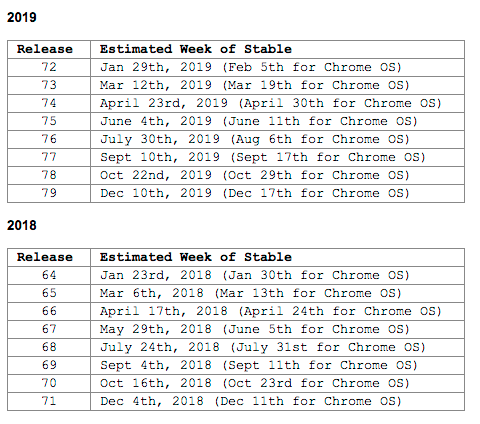 2019
Release Estimated Week of Stable
72 Jan 29th, 2019 (Feb 5th for Chrome OS)
73 Mar 12th, 2019 (Mar 19th for Chrome OS)
74 April 23rd, 2019 (April 30th for Chrome OS)
75 June 4th, 2019 (June 11th for Chrome OS)
76 July 30th, 2019 (Aug 6th for Chrome OS)
77 Sept 10th, 2019 (Sept 17th for Chrome OS)
78 Oct 22nd, 2019 (Oct 29th for Chrome OS)
79 Dec 10th, 2019 (Dec 17th for Chrome OS)
2018
Release Estimated Week of Stable
64 Jan 23rd, 2018 (Jan 30th for Chrome OS)
65 Mar 6th, 2018 (Mar 13th for Chrome OS)
66 April 17th, 2018 (April 24th for Chrome OS)
67 May 29th, 2018 (June 5th for Chrome OS)
68 July 24th, 2018 (July 31st for Chrome OS)
69 Sept 4th, 2018 (Sept 11th for Chrome OS)
70 Oct 16th, 2018 (Oct 23rd for Chrome OS)
71 Dec 4th, 2018 (Dec 11th for Chrome OS)